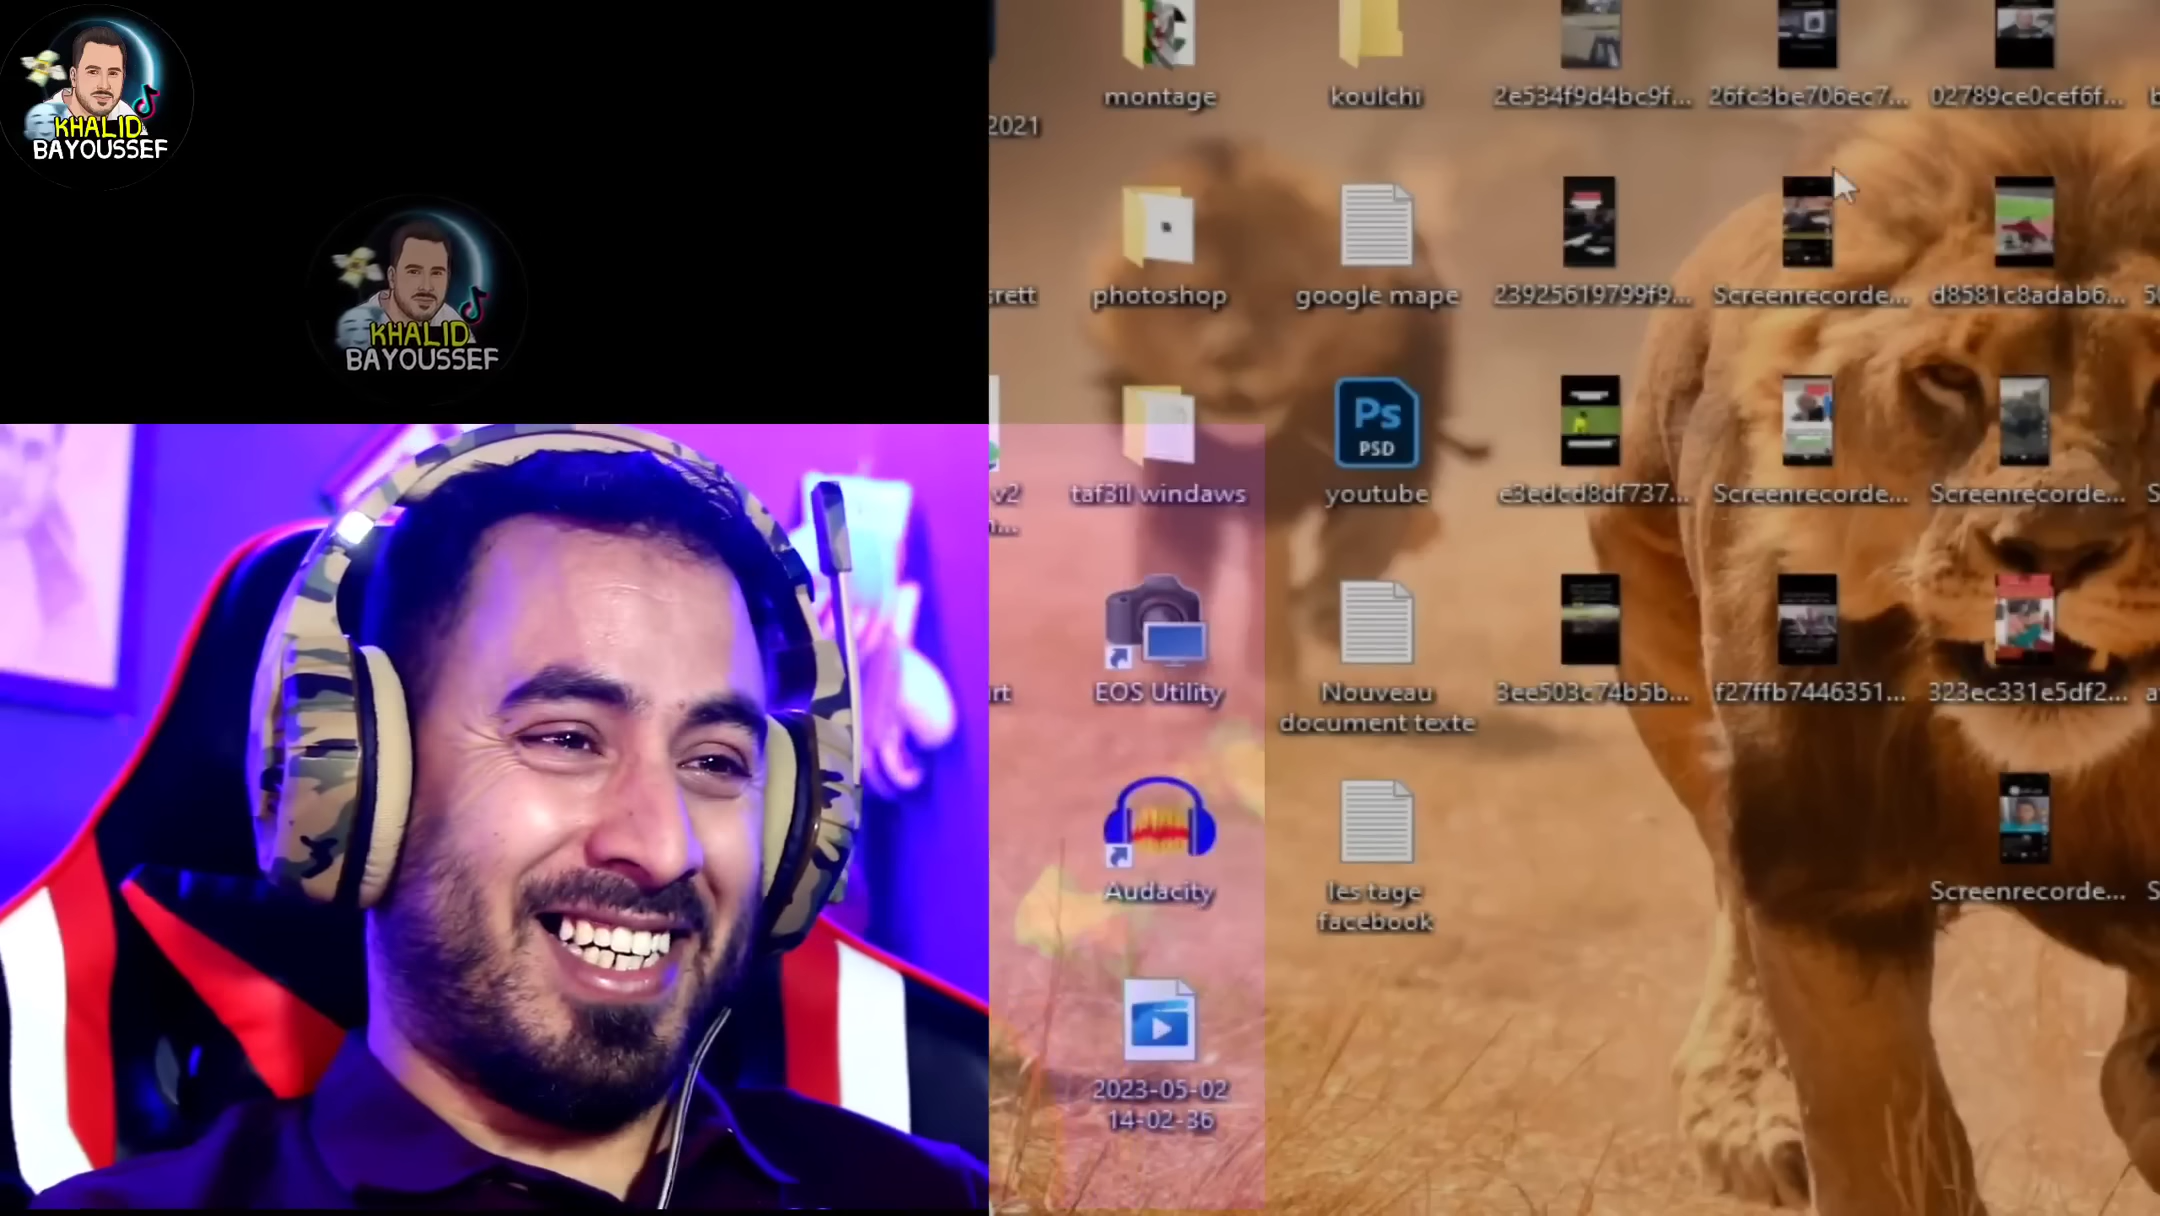 KHALID
BAYOUSSEF
KHALID
BAYOUSSEF
montage
koulchi
2e534f9d4bc9f...
26fc3be706ec7...
02789ce0cef6f...
2021
photoshop
google mape
23925619799f9...
Screenrecorde...
d8581c8adab6...
taf3il windaws
Ps
PSD
youtube
e3edcd8df737...
Screenrecorde...
Screenrecorde...
v2
EOS Utility
Nouveau
document texte
3ee503c74b5b...
f27ffb7446351...
323ec331e5df2...
Audacity
les tage
facebook
Screenrecorde...
2023-05-02
14-02-36